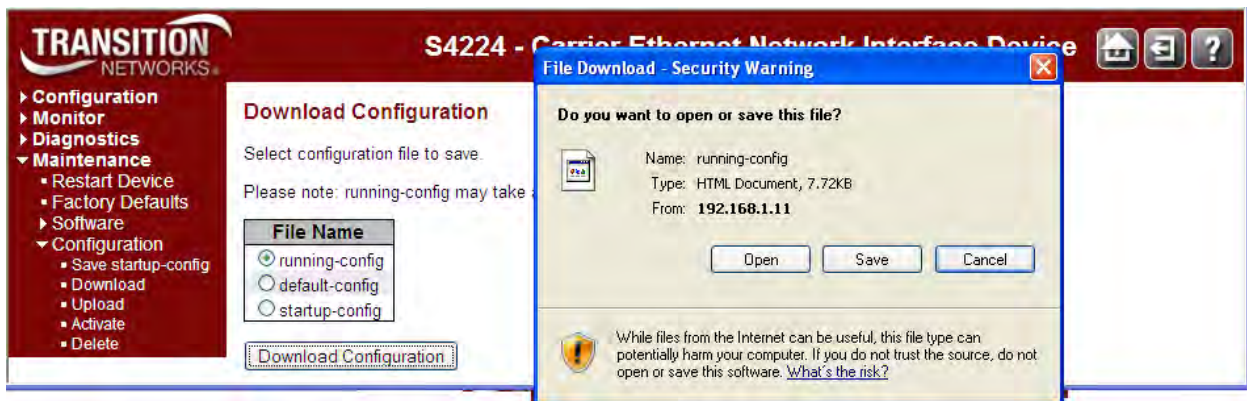 TRANSITION
NETWORKS®
S4224 - Carrier Ethernet Network Interface Device
Configuration
Monitor
Diagnostics
Maintenance
Restart Device
Factory Defaults
Software
Configuration
Save startup-config
Download
Upload
Activate
Delete
Download Configuration
Select configuration file to save.
Please note: running-config may take
File Name
running-config
default-config
startup-config
Download Configuration
File Download - Security Warning
Do you want to open or save this file?
Name: running-config
Type: HTML Document, 7.72KB
From: 192.168.1.11
Open Save Cancel
While files from the Internet can be useful, this file type can
potentially harm your computer. If you do not trust the source, do not
open or save this software. What's the risk?